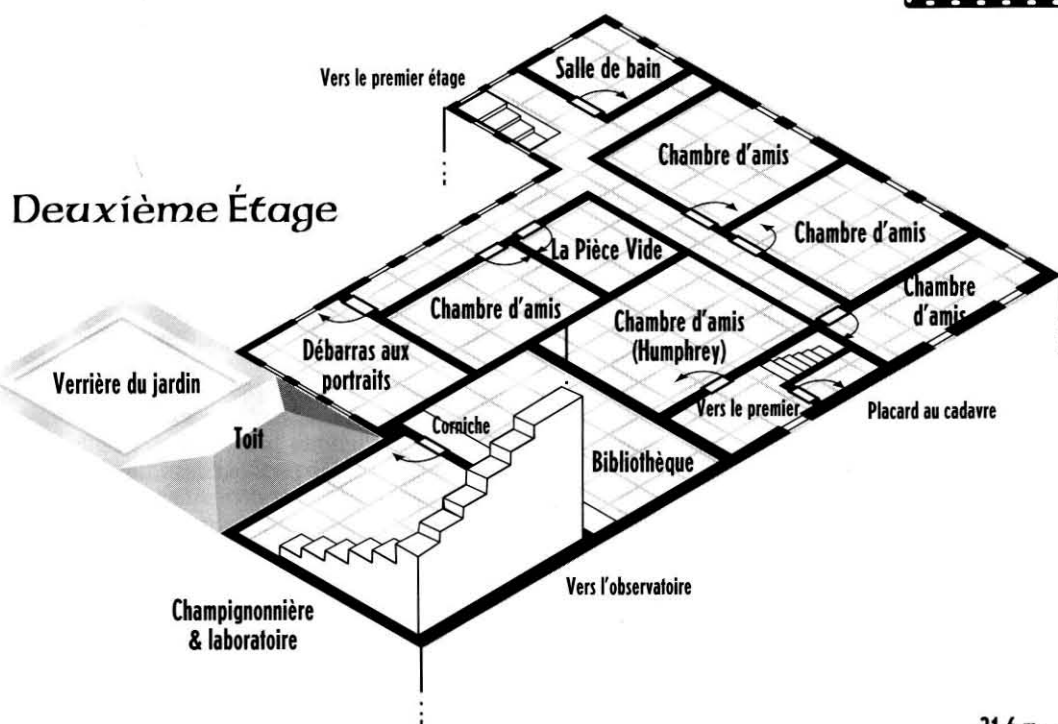 Salle de bain
Vers le premier étage
Chambre d'amis
Deuxième Étage
Chambre d'amis
La Pièce Vide
Chambre
d'amis
Chambre d'amis
Chambre d'amis
(Humphrey)
Débarras aux
portraits
Verrière du jardin
Vers le premier
Placard au cadavre
Corniche
Toit
Bibliothèque
Vers l'observatoire
Champignonnière
& laboratoire